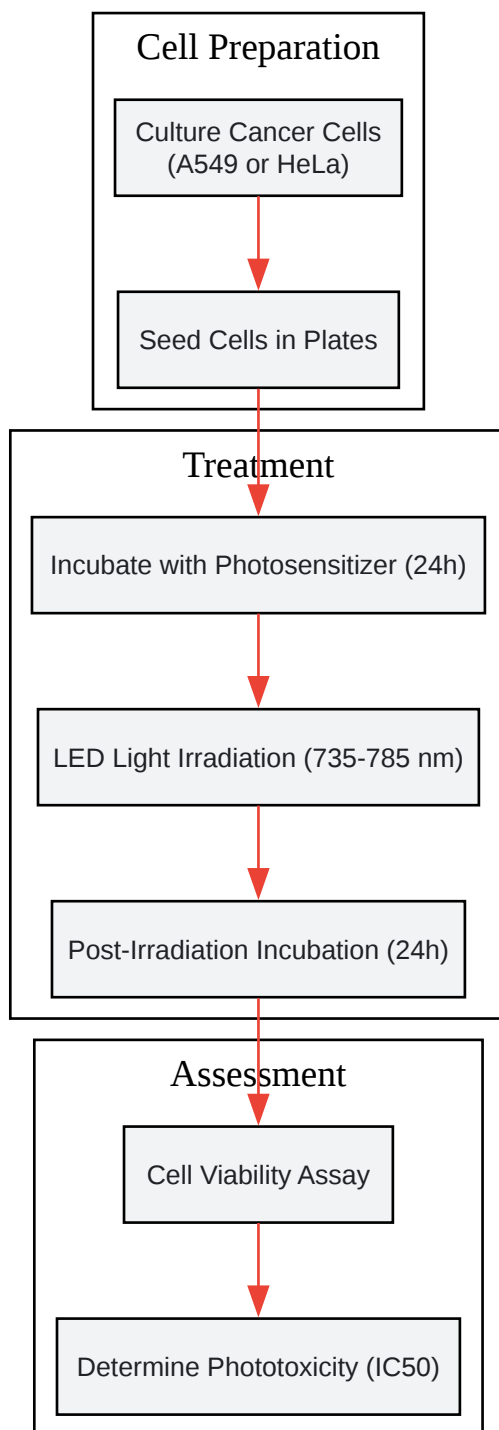 Cell Preparation
Culture Cancer Cells
(A549 or HeLa)
Seed Cells in Plates
Treatment
Incubate with Photosensitizer (24h)
LED Light Irradiation (735-785 nm)
Post-Irradiation Incubation (24h)
Assessment
Cell Viability Assay
Determine Phototoxicity (IC50)